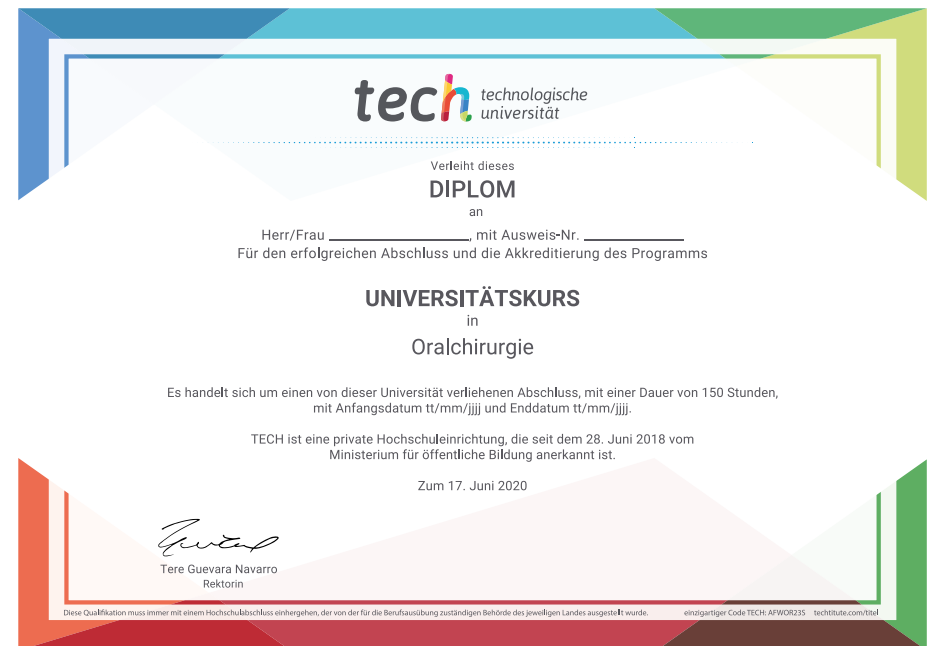 tech technologische
universität
Verleiht dieses
DIPLOM
an
Herr/Frau ____________, mit Ausweis-Nr. ____________
Für den erfolgreichen Abschluss und die Akkreditierung des Programms
UNIVERSITÄTSKURS
in
Oralchirurgie
Es handelt sich um einen von dieser Universität verliehenen Abschluss, mit einer Dauer von 150 Stunden,
mit Anfangsdatum tt/mm/jjjj und Enddatum tt/mm/jjjj.
TECH ist eine private Hochschuleinrichtung, die seit dem 28. Juni 2018 vom
Ministerium für öffentliche Bildung anerkannt ist.
Zum 17. Juni 2020
Tere Guevara Navarro
Rektorin
Diese Qualifikation muss immer mit einem Hochschulabschluss einhergehen, der von der für die Berufsausübung zuständigen Behörde des jeweiligen Landes ausgestellt wurde. einzigartiger Code TECH: AFWOR23S techtitute.com/titel